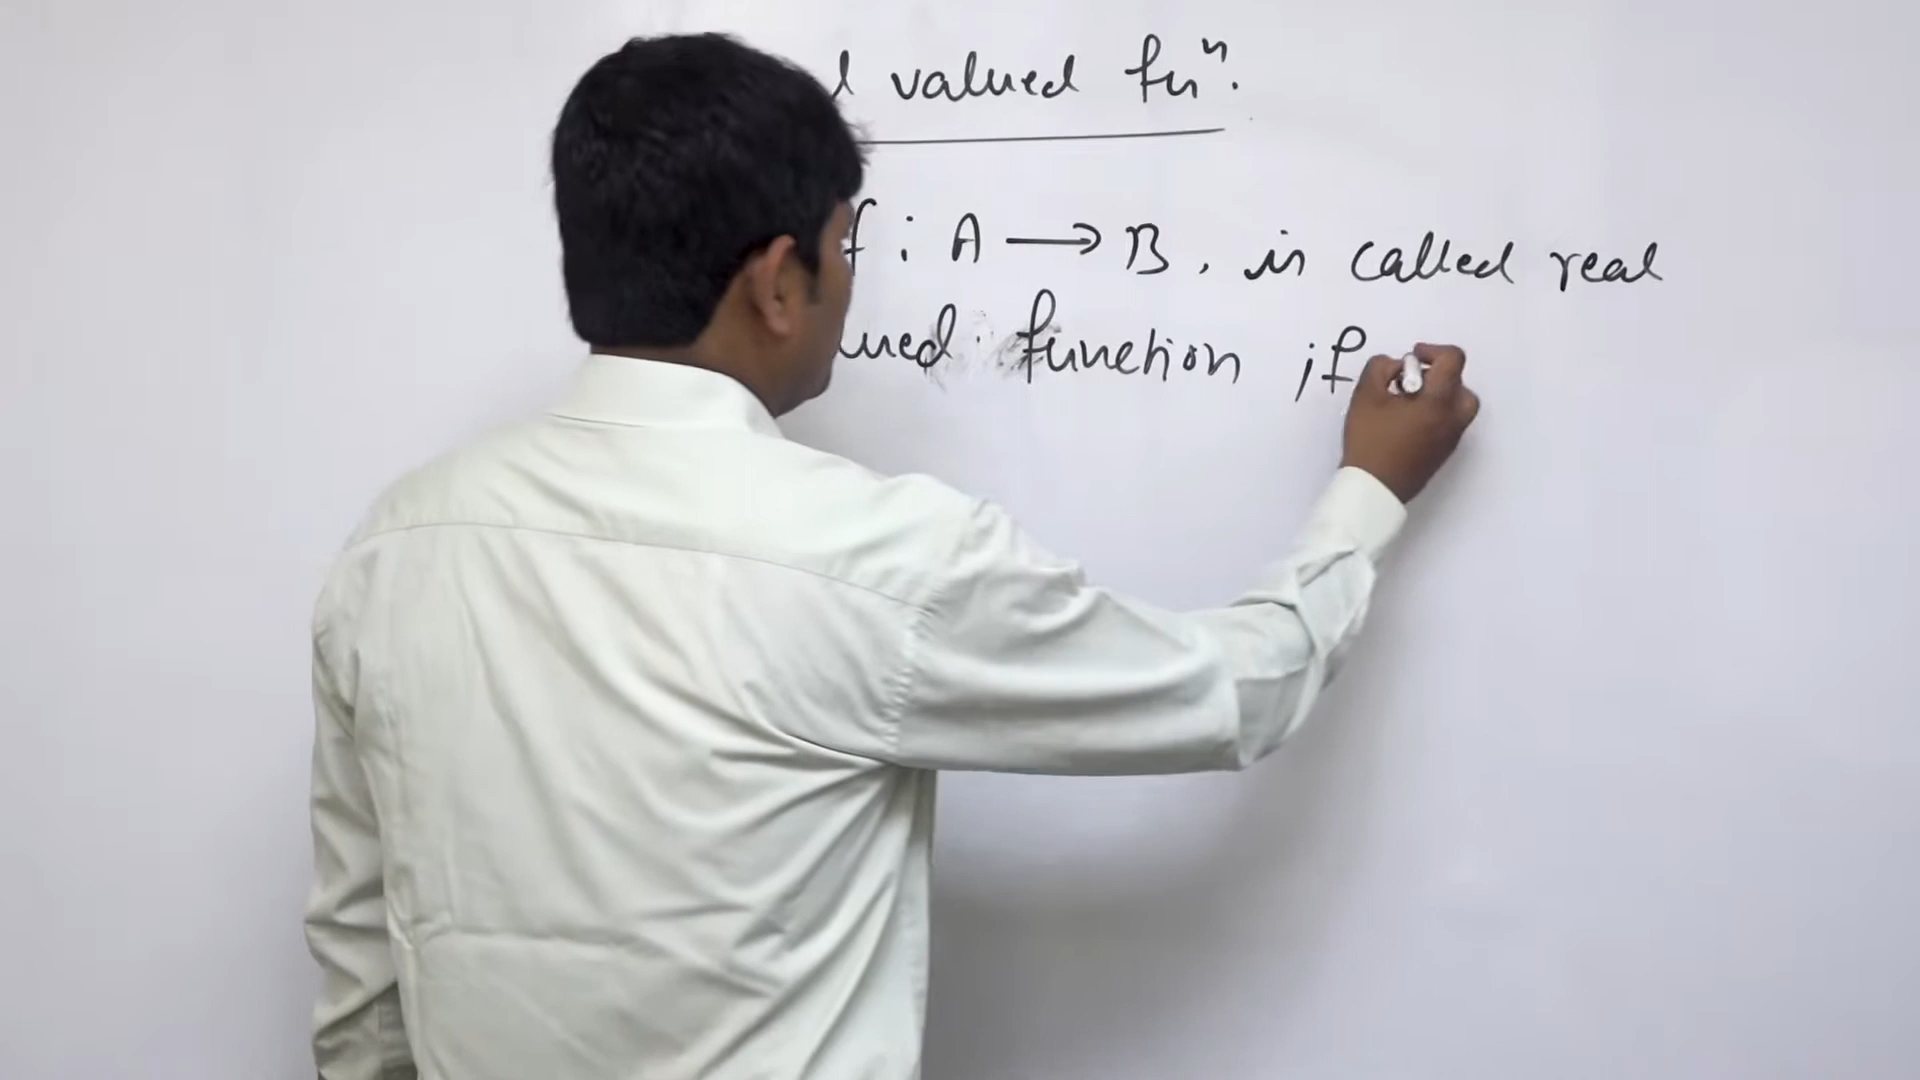 valued fuⁿ.
f : A ⟶ B, is called real
function if